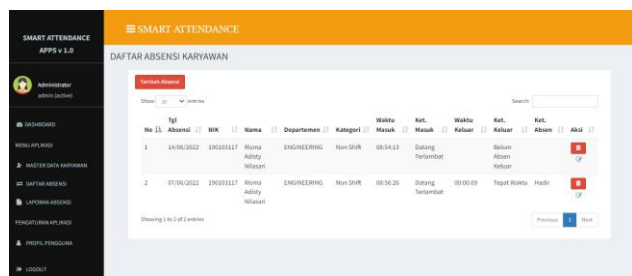 SMART ATTENDANCE
APPS v 1.0
Administrator
admin (active)
DASHBOARD
MENU APLIKASI
MASTER DATA KARYAWAN
DAFTAR ABSENSI
LAPORAN ABSENSI
PENGATURAN APLIKASI
PROFIL PENGGUNA
LOGOUT
SMART ATTENDANCE
DAFTAR ABSENSI KARYAWAN
Tambah Absensi
Show 10 entries
Search:
No Tgl Absensi NIK Nama Departemen Kategori Waktu Masuk Ket. Masuk Waktu Keluar Ket. Keluar Ket. Absen Aksi
1 14/06/2022 190103117 Risma Adisty Nilasari ENGINEERING Non Shift 08:54:13 Datang Terlambat Belum Absen Keluar
2 07/06/2022 190103117 Risma Adisty Nilasari ENGINEERING Non Shift 08:56:26 Datang Terlambat 00:00:09 Tepat Waktu Hadir
Showing 1 to 2 of 2 entries
Previous 1 Next